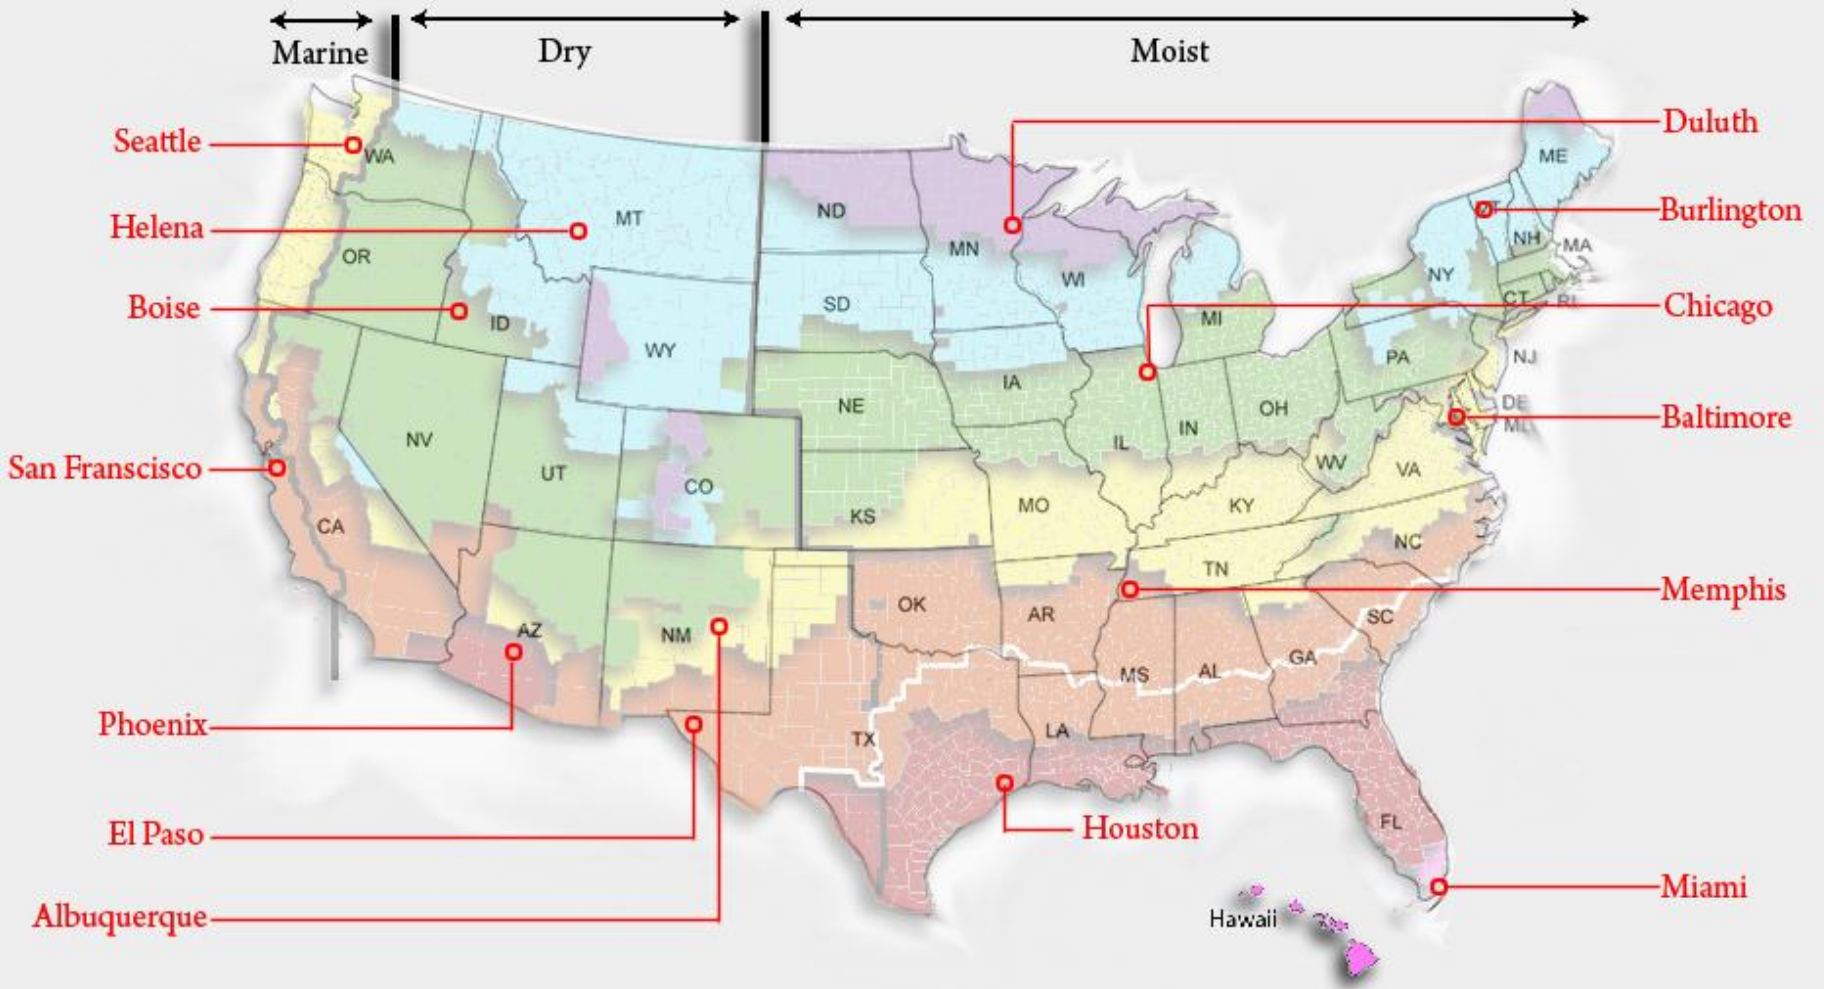 Marine
Dry
Moist
Seattle
Helena
Boise
San Franscisco
Phoenix
El Paso
Albuquerque
Duluth
Burlington
Chicago
Baltimore
Memphis
Houston
Miami
Hawaii
WA
OR
ID
MT
WY
NV
UT
CO
CA
AZ
NM
ND
SD
NE
KS
OK
TX
MN
IA
MO
AR
LA
WI
IL
IN
MI
OH
KY
TN
MS
AL
GA
FL
SC
NC
VA
WV
PA
NY
VT
NH
ME
MA
CT
RI
NJ
DE